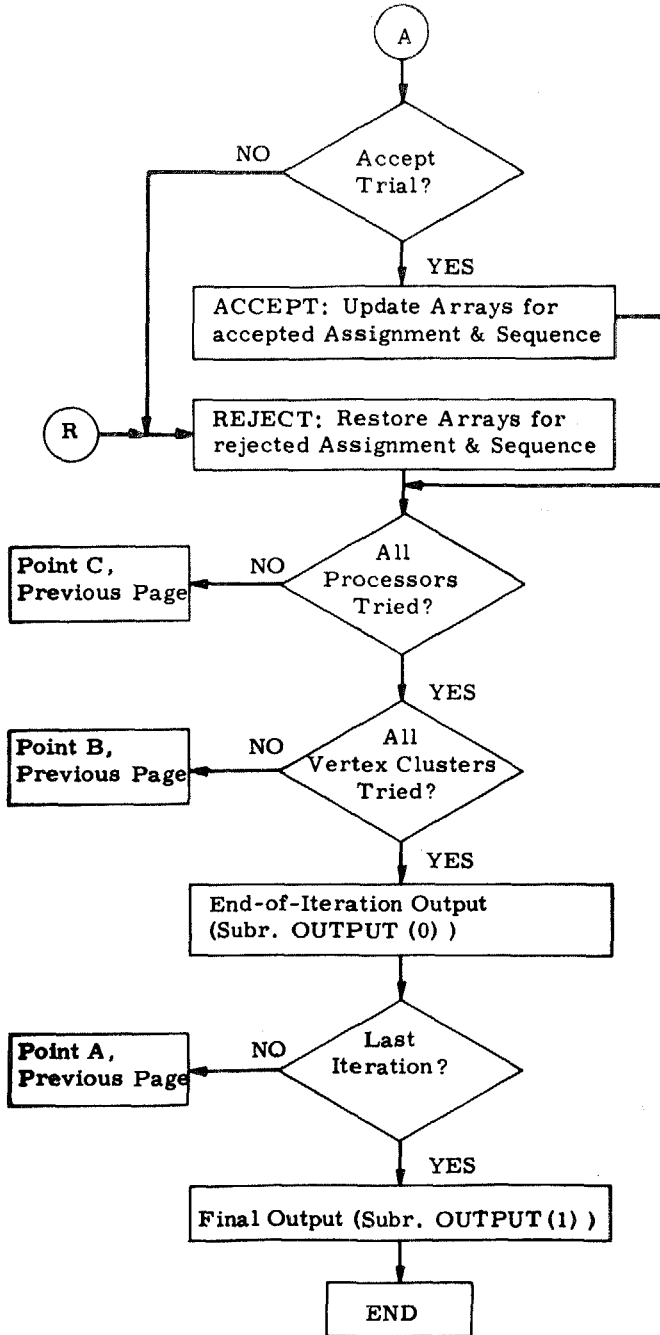 A
Accept
Trial?
NO
YES
ACCEPT: Update Arrays for
accepted Assignment & Sequence
R
REJECT: Restore Arrays for
rejected Assignment & Sequence
All
Processors
Tried?
NO
Point C,
Previous Page
YES
All
Vertex Clusters
Tried?
NO
Point B,
Previous Page
YES
End-of-Iteration Output
(Subr. OUTPUT (0) )
Last
Iteration?
NO
Point A,
Previous Page
YES
Final Output (Subr. OUTPUT (1) )
END